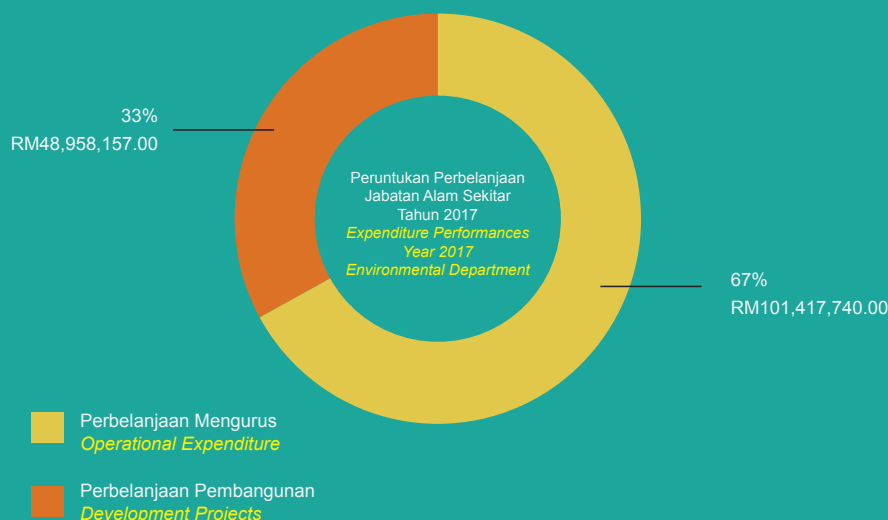 33%
RM48,958,157.00
Peruntukan Perbelanjaan
Jabatan Alam Sekitar
Tahun 2017
Expenditure Performances
Year 2017
Environmental Department
67%
RM101,417,740.00
Perbelanjaan Mengurus
Operational Expenditure
Perbelanjaan Pembangunan
Development Projects